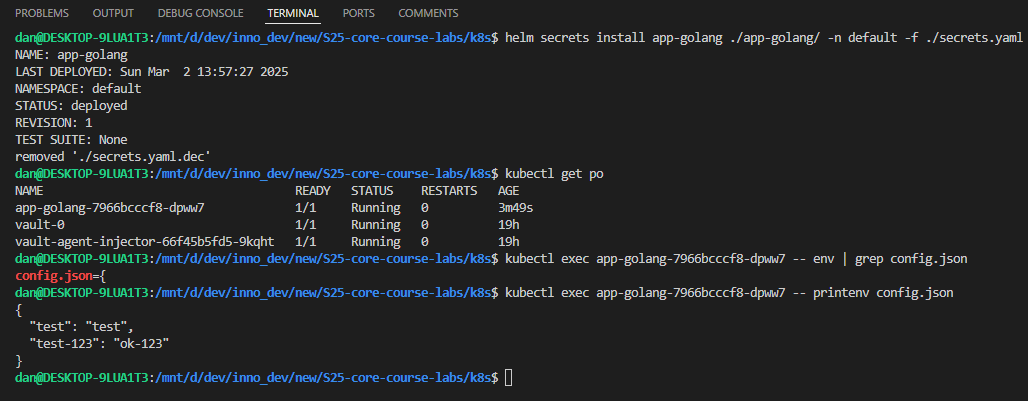 PROBLEMS OUTPUT DEBUG CONSOLE TERMINAL PORTS COMMENTS
dan@DESKTOP-9LUA1T3:/mnt/d/dev/inno_dev/new/S25-core-course-labs/k8s$ helm secrets install app-golang ./app-golang/ -n default -f ./secrets.yaml
NAME: app-golang
LAST DEPLOYED: Sun Mar  2 13:57:27 2025
NAMESPACE: default
STATUS: deployed
REVISION: 1
TEST SUITE: None
removed './secrets.yaml.dec'
dan@DESKTOP-9LUA1T3:/mnt/d/dev/inno_dev/new/S25-core-course-labs/k8s$ kubectl get po
NAME                                    READY   STATUS    RESTARTS   AGE
app-golang-7966bcccf8-dpww7             1/1     Running   0          3m49s
vault-0                                 1/1     Running   0          19h
vault-agent-injector-66f45b5fd5-9kqht   1/1     Running   0          19h
dan@DESKTOP-9LUA1T3:/mnt/d/dev/inno_dev/new/S25-core-course-labs/k8s$ kubectl exec app-golang-7966bcccf8-dpww7 -- env | grep config.json
config.json={
dan@DESKTOP-9LUA1T3:/mnt/d/dev/inno_dev/new/S25-core-course-labs/k8s$ kubectl exec app-golang-7966bcccf8-dpww7 -- printenv config.json
{
  "test": "test",
  "test-123": "ok-123"
}
dan@DESKTOP-9LUA1T3:/mnt/d/dev/inno_dev/new/S25-core-course-labs/k8s$